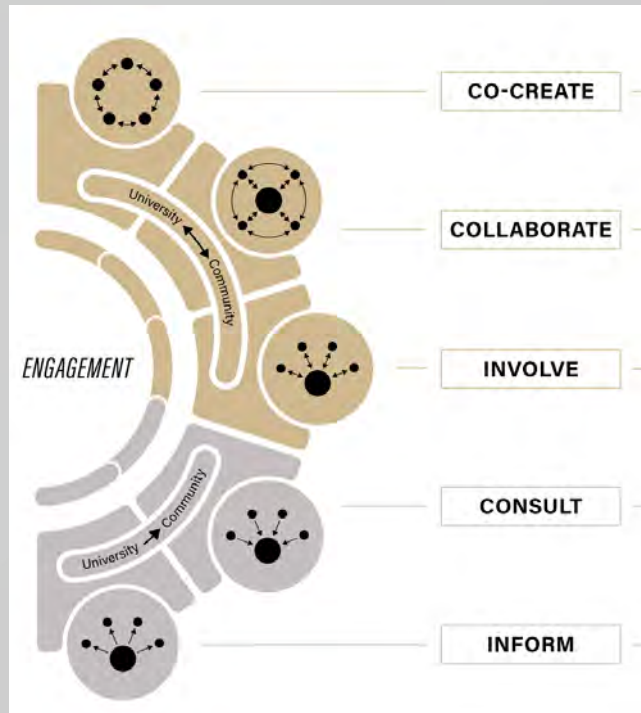 CO-CREATE
University
Community
COLLABORATE
ENGAGEMENT
INVOLVE
CONSULT
University
Community
INFORM